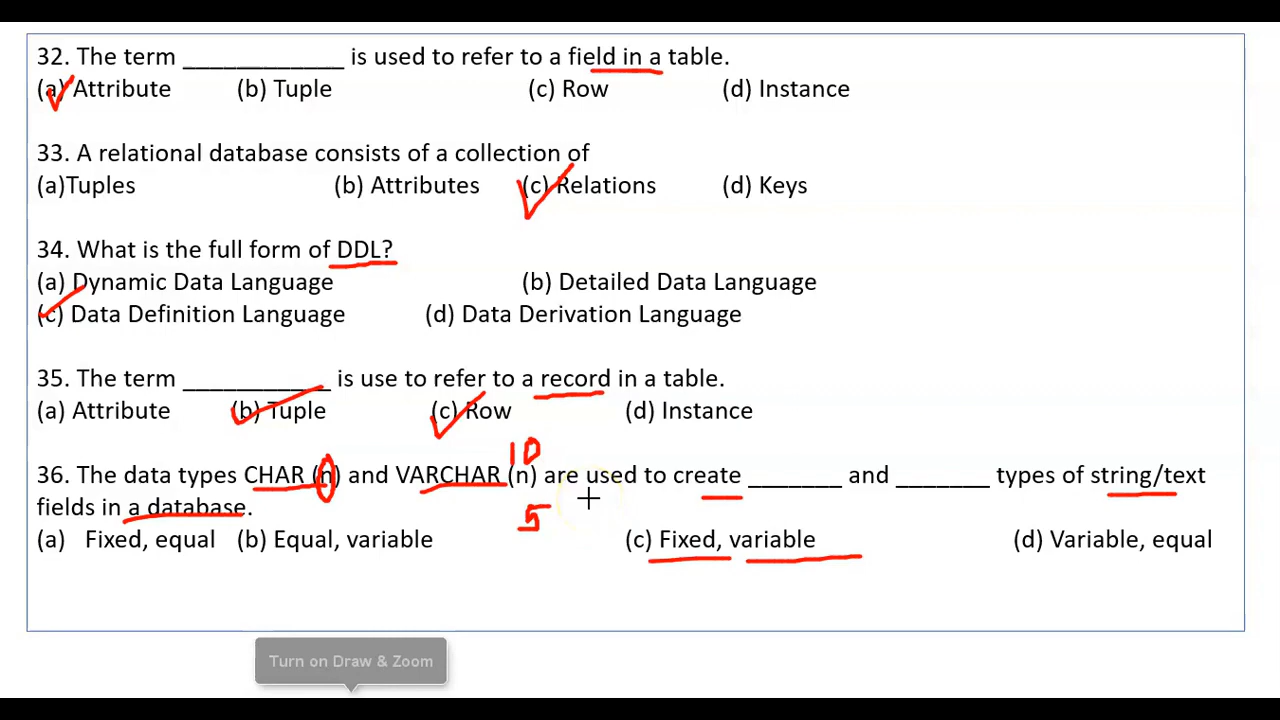 32. The term ____________ is used to refer to a field in a table.
(a) Attribute (b) Tuple (c) Row (d) Instance
33. A relational database consists of a collection of
(a)Tuples (b) Attributes (c) Relations (d) Keys
34. What is the full form of DDL?
(a) Dynamic Data Language (b) Detailed Data Language
(c) Data Definition Language (d) Data Derivation Language
35. The term ___________ is use to refer to a record in a table.
(a) Attribute (b) Tuple (c) Row (d) Instance
10
36. The data types CHAR (n) and VARCHAR (n) are used to create _______ and _______ types of string/text
fields in a database.
5
(a) Fixed, equal (b) Equal, variable (c) Fixed, variable (d) Variable, equal
Turn on Draw & Zoom